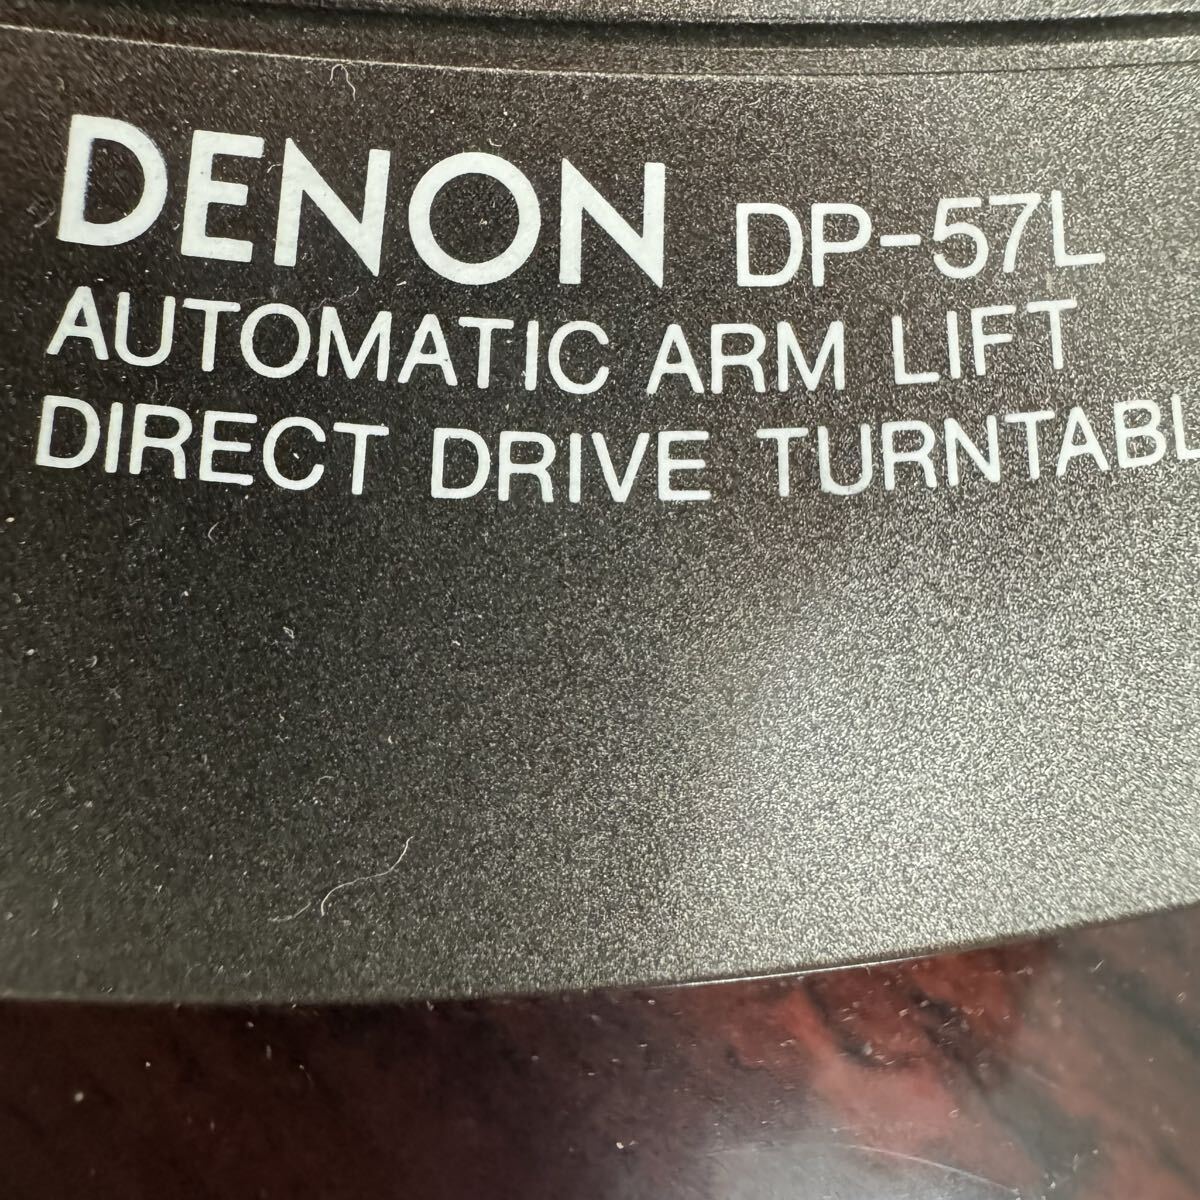 DENON DP-57L
AUTOMATIC ARM LIFT
DIRECT DRIVE TURNTABL